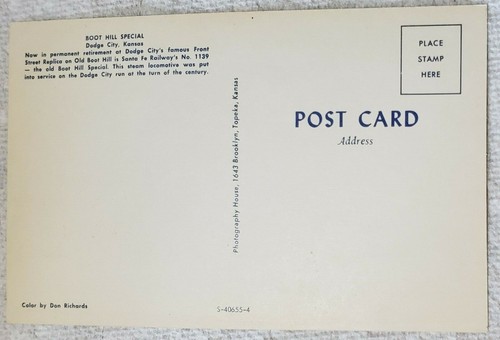 BOOT HILL SPECIAL
Dodge City, Kansas
Now in permanent retirement at Dodge City's famous Front
Street Replica on Old Boot Hill is Santa Fe Railway's No. 1139
— the old Boot Hill Special. This steam locomotive was put
into service on the Dodge City run at the turn of the century.
PLACE
STAMP
HERE
POST CARD
Address
Photography House, 1643 Brooklyn, Topeka, Kansas
Color by Don Richards
S-40655-4